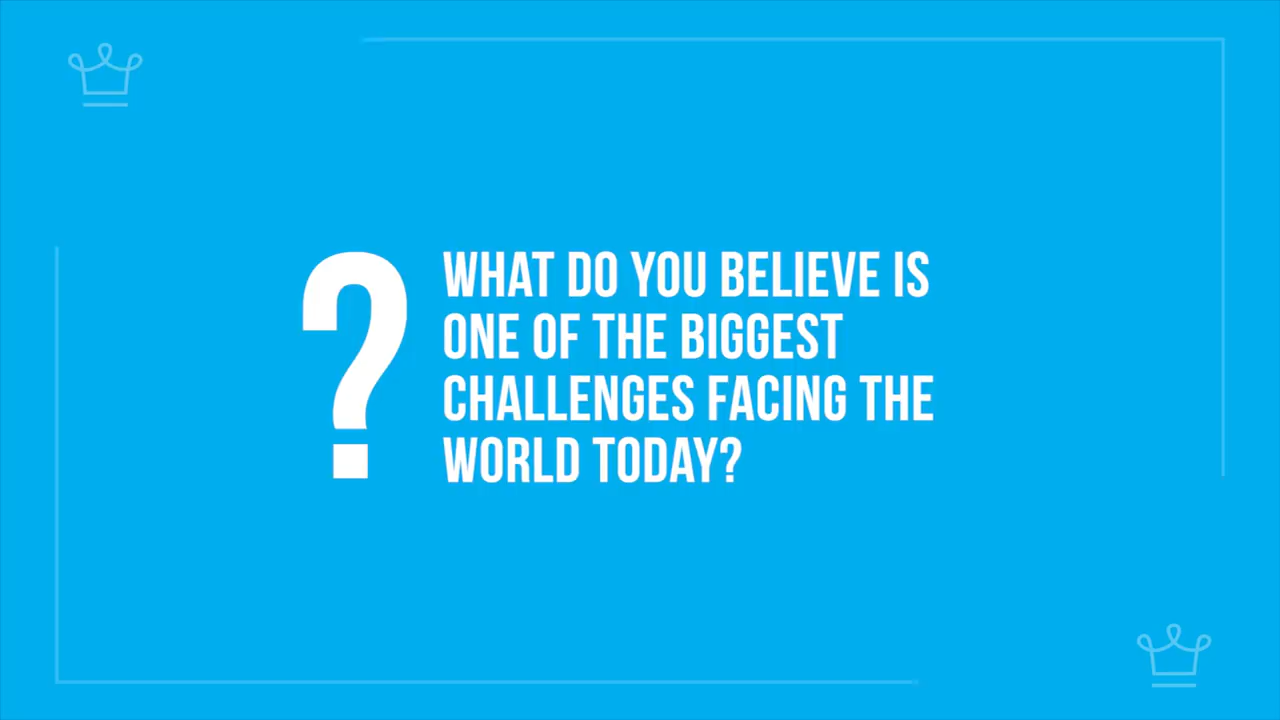 ?
WHAT DO YOU BELIEVE IS
ONE OF THE BIGGEST
CHALLENGES FACING THE
WORLD TODAY?